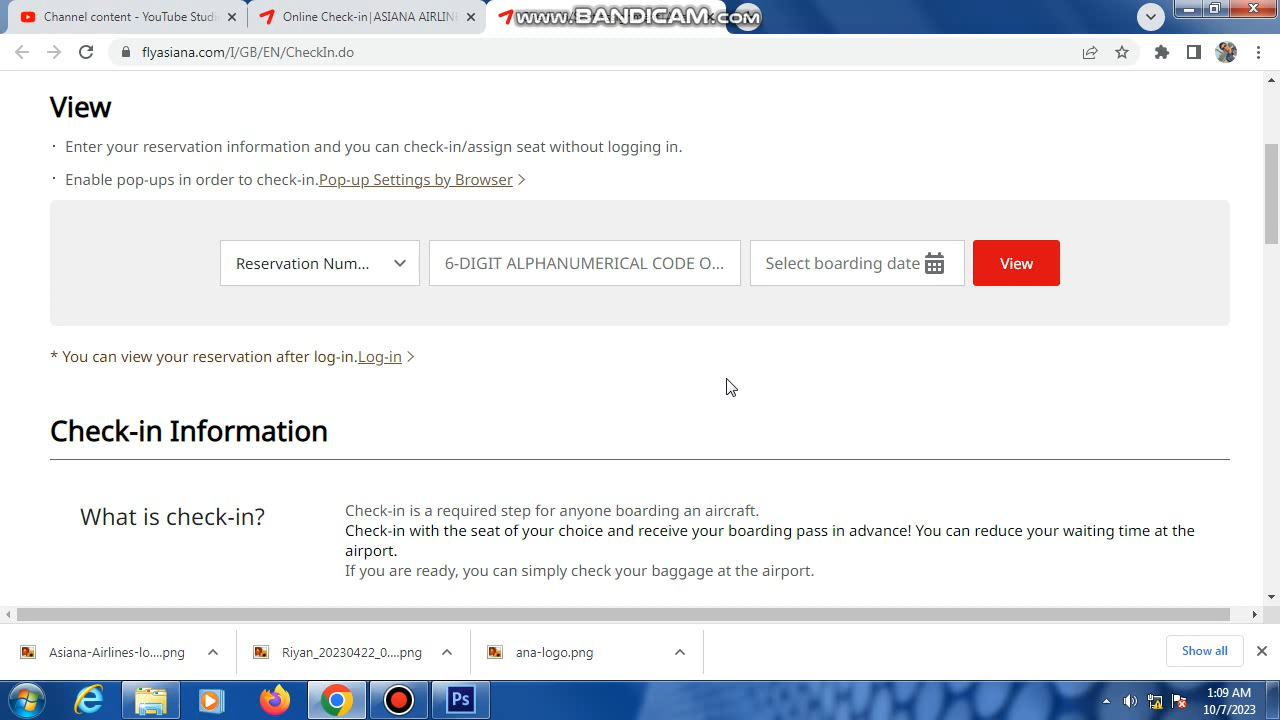 Channel content - YouTube Studi
Online Check-in|ASIANA AIRLINE
www.BANDICAM.com
flyasiana.com/I/GB/EN/CheckIn.do
View
· Enter your reservation information and you can check-in/assign seat without logging in.
· Enable pop-ups in order to check-in.Pop-up Settings by Browser >
Reservation Num...
6-DIGIT ALPHANUMERICAL CODE O...
Select boarding date
View
* You can view your reservation after log-in.Log-in >
Check-in Information
What is check-in?
Check-in is a required step for anyone boarding an aircraft.
Check-in with the seat of your choice and receive your boarding pass in advance! You can reduce your waiting time at the
airport.
If you are ready, you can simply check your baggage at the airport.
Asiana-Airlines-lo....png
Riyan_20230422_0....png
ana-logo.png
Show all
Ps
1:09 AM
10/7/2023